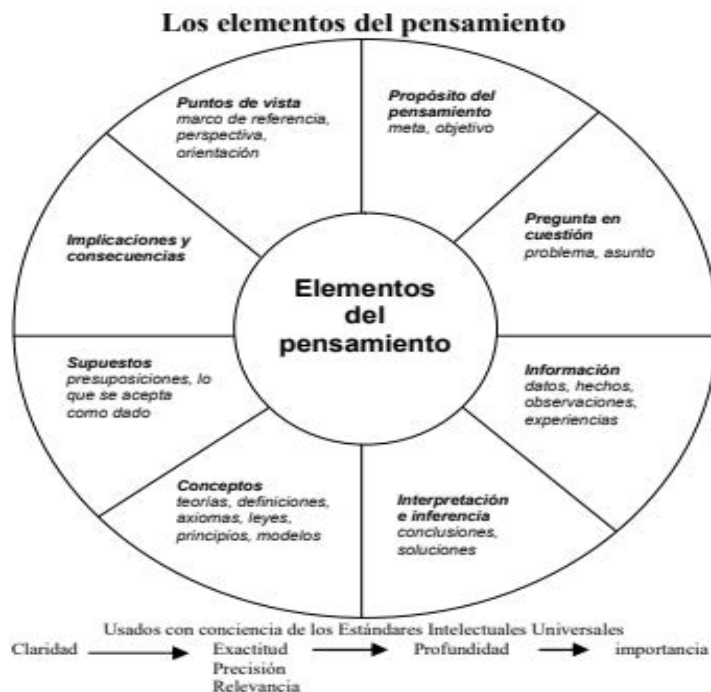 Los elementos del pensamiento
Puntos de vista
marco de referencia,
perspectiva,
orientación
Propósito del
pensamiento
meta, objetivo
Pregunta en
cuestión
problema, asunto
Implicaciones y
consecuencias
Elementos
del
pensamiento
Supuestos
presuposiciones, lo
que se acepta
como dado
Información
datos, hechos,
observaciones,
experiencias
Conceptos
teorías, definiciones,
axiomas, leyes,
principios, modelos
Interpretación
e inferencia
conclusiones,
soluciones
Usados con conciencia de los Estándares Intelectuales Universales
Claridad Exactitud Profundidad importancia
Precisión
Relevancia